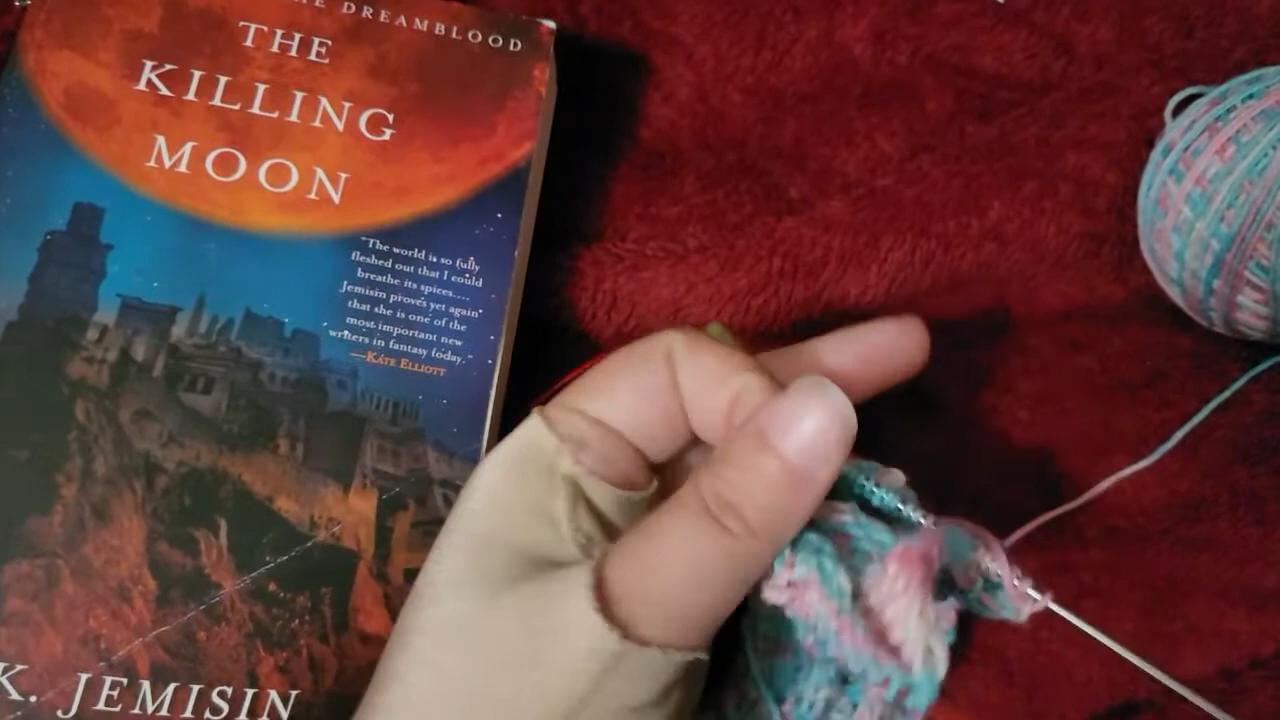 THE DREAMBLOOD
THE
KILLING
MOON
"The world is so fully
fleshed out that I could
breathe its spices....
Jemisin proves yet again
that she is one of the
most important new
writers in fantasy today."
—KATE ELLIOTT
K. JEMISIN